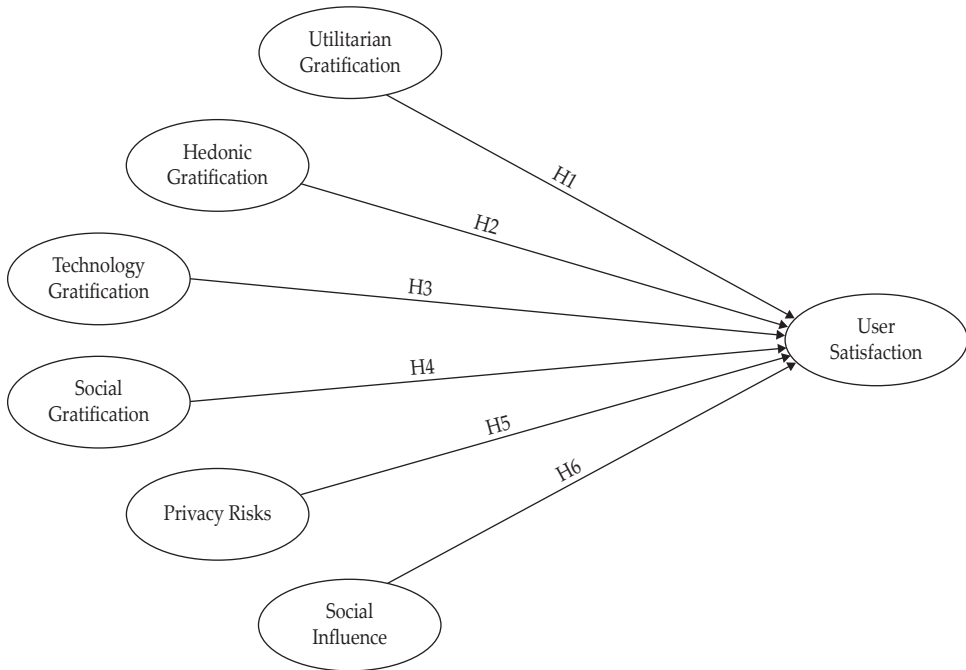 Utilitarian
Gratification
H1
Hedonic
Gratification
H2
Technology
Gratification
H3
User
Satisfaction
Social
Gratification
H4
Privacy Risks
H5
Social
Influence
H6